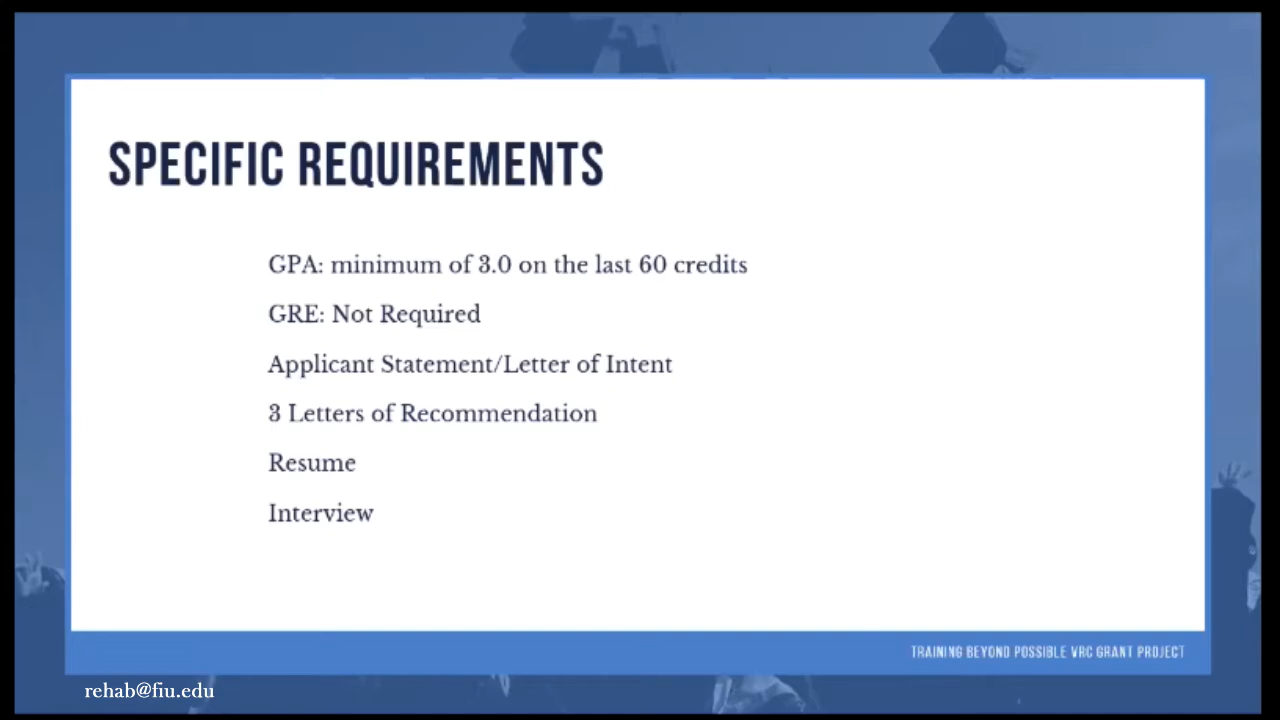 SPECIFIC REQUIREMENTS
GPA: minimum of 3.0 on the last 60 credits
GRE: Not Required
Applicant Statement/Letter of Intent
3 Letters of Recommendation
Resume
Interview
TRAINING BEYOND POSSIBLE VRC GRANT PROJECT
rehab@fiu.edu